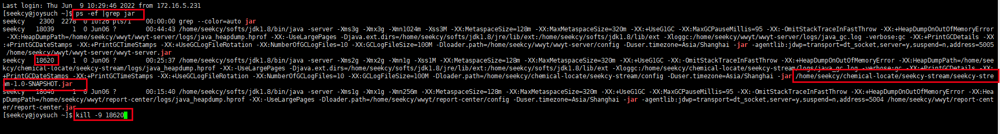 Last login: Thu Jun  9 10:29:46 2022 from 172.16.5.231
[seekcy@joysuch ~]$ ps -ef |grep jar
seekcy    2300  2278  0 10:26 pts/1    00:00:00 grep --color=auto jar
seekcy   18039     1  0 Jun06 ?        00:44:43 /home/seekcy/softs/jdk1.8/bin/java -server -Xms3g -Xmx3g -Xmn1024m -Xss3M -XX:MetaspaceSize=128m -XX:MaxMetaspaceSize=320m -XX:+UseG1GC -XX:MaxGCPauseMillis=95 -XX:-OmitStackTraceInFastThrow -XX:+HeapDumpOnOutOfMemoryError
 -XX:HeapDumpPath=/home/seekcy/wwyt/wwyt-server/logs/java_heapdump.hprof -XX:-UseLargePages -Djava.ext.dirs=/home/seekcy/softs/jdk1.8/jre/lib/ext:/home/seekcy/softs/jdk1.8/lib/ext -Xloggc:/home/seekcy/wwyt/wwyt-server/logs/java_gc.log -verbose:gc -XX:+PrintGCDetails -XX
:+PrintGCDateStamps -XX:+PrintGCTimeStamps -XX:+UseGCLogFileRotation -XX:NumberOfGCLogFiles=10 -XX:GCLogFileSize=100M -Dloader.path=/home/seekcy/wwyt/wwyt-server/config -Duser.timezone=Asia/Shanghai -jar -agentlib:jdwp=transport=dt_socket,server=y,suspend=n,address=5005
 /home/seekcy/wwyt/wwyt-server/wwyt-server.jar
seekcy   18620     1  0 Jun06 ?        00:25:37 /home/seekcy/softs/jdk1.8/bin/java -server -Xms2g -Xmx2g -Xmn1g -Xss1M -XX:MetaspaceSize=128m -XX:MaxMetaspaceSize=320m -XX:+UseG1GC -XX:-OmitStackTraceInFastThrow -XX:+HeapDumpOnOutOfMemoryError -XX:HeapDumpPath=/home/see
kcy/chemical-locate/seekcy-stream/logs/java_heapdump.hprof -XX:-UseLargePages -Djava.ext.dirs=/home/seekcy/softs/jdk1.8/jre/lib/ext:/home/seekcy/softs/jdk1.8/lib/ext -Xloggc:/home/seekcy/chemical-locate/seekcy-stream/logs/java_gc.log -verbose:gc -XX:+PrintGCDetails -XX:
+PrintGCDateStamps -XX:+PrintGCTimeStamps -XX:+UseGCLogFileRotation -XX:NumberOfGCLogFiles=10 -XX:GCLogFileSize=100M -Dloader.path=/home/seekcy/chemical-locate/seekcy-stream/config -Duser.timezone=Asia/Shanghai -jar /home/seekcy/chemical-locate/seekcy-stream/seekcy-stre
am-1.0-SNAPSHOT.jar
seekcy   18646     1  0 Jun06 ?        00:15:40 /home/seekcy/softs/jdk1.8/bin/java -server -Xms1g -Xmx1g -Xmn256m -XX:MetaspaceSize=128m -XX:MaxMetaspaceSize=320m -XX:+UseG1GC -XX:MaxGCPauseMillis=95 -XX:-OmitStackTraceInFastThrow -XX:+HeapDumpOnOutOfMemoryError -XX:Hea
pDumpPath=/home/seekcy/wwyt/report-center/logs/java_heapdump.hprof -XX:-UseLargePages -Dloader.path=/home/seekcy/wwyt/report-center/config -Duser.timezone=Asia/Shanghai -jar -agentlib:jdwp=transport=dt_socket,server=y,suspend=n,address=5004 /home/seekcy/wwyt/report-cent
er/report-center.jar
[seekcy@joysuch ~]$ kill -9 18620